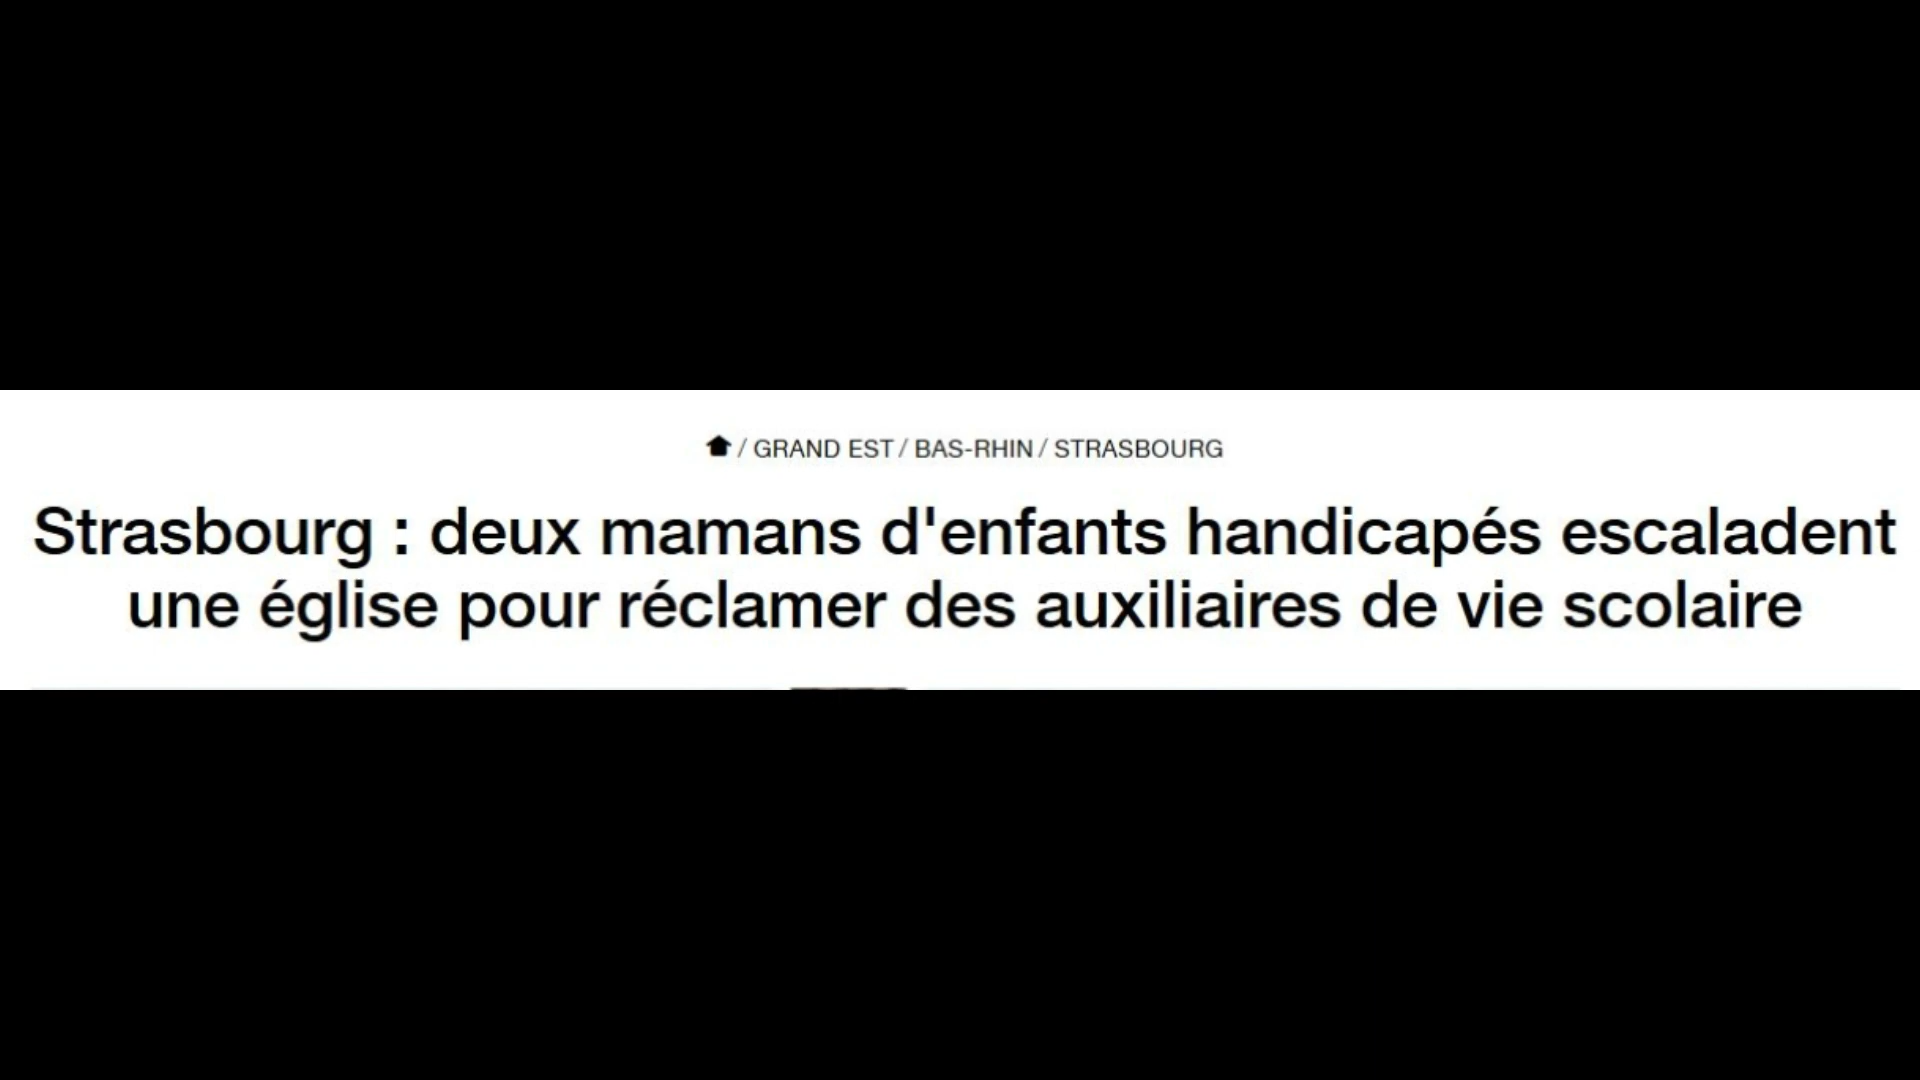 / GRAND EST / BAS-RHIN / STRASBOURG
Strasbourg : deux mamans d'enfants handicapés escaladent
une église pour réclamer des auxiliaires de vie scolaire